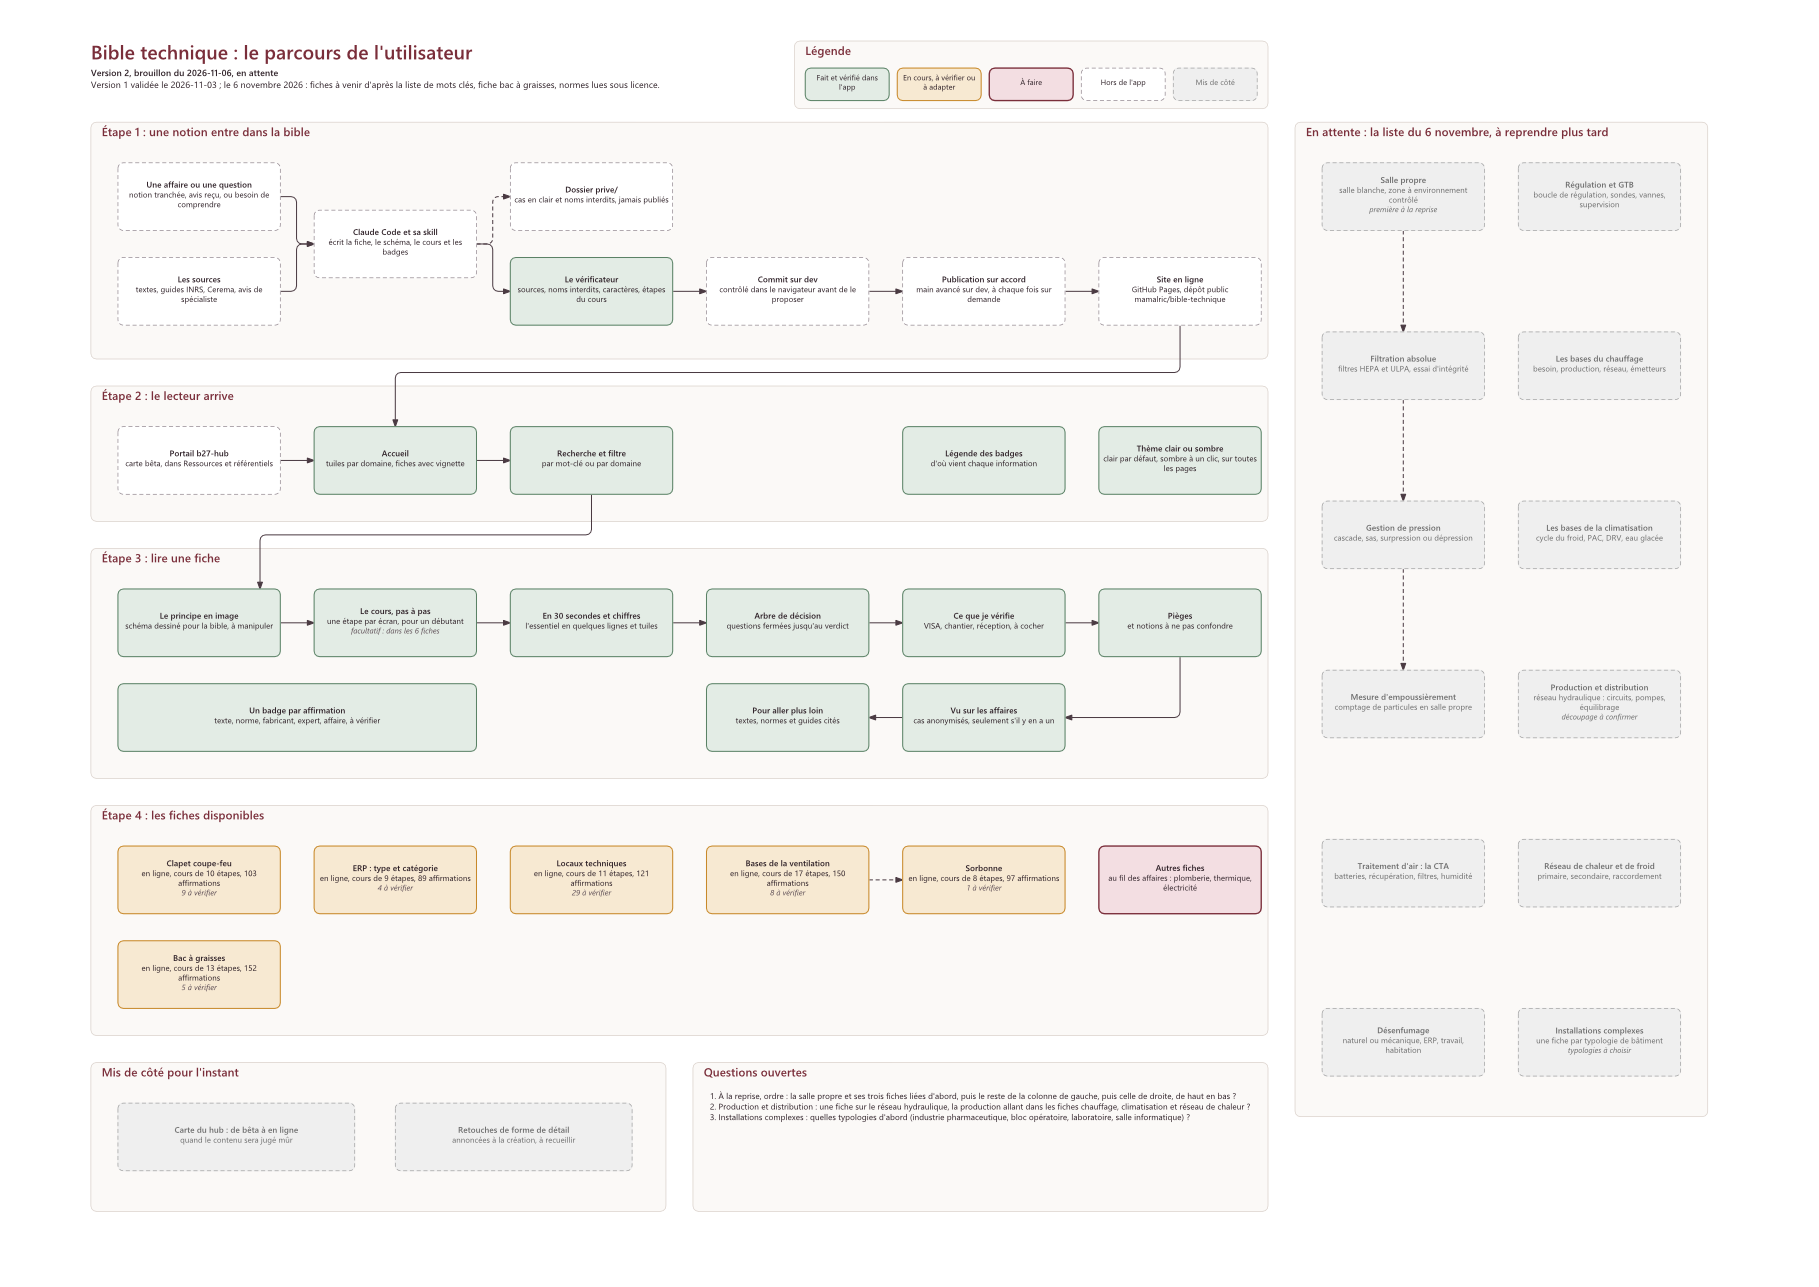 Bible technique : le parcours de l'utilisateur
Version 2, brouillon du 2026-11-06, en attente
Version 1 validée le 2026-11-03 ; le 6 novembre 2026 : fiches à venir d'après la liste de mots clés, fiche bac à graisses, normes lues sous licence.
Légende
Fait et vérifié dans
l'app
En cours, à vérifier ou
à adapter
À faire
Hors de l'app
Mis de côté
Étape 1 : une notion entre dans la bible
Une affaire ou une question
notion tranchée, avis reçu, ou besoin de
comprendre
Les sources
textes, guides INRS, Cerema, avis de
spécialiste
Claude Code et sa skill
écrit la fiche, le schéma, le cours et les
badges
Dossier prive/
cas en clair et noms interdits, jamais publiés
Le vérificateur
sources, noms interdits, caractères, étapes
du cours
Commit sur dev
contrôlé dans le navigateur avant de le
proposer
Publication sur accord
main avancé sur dev, à chaque fois sur
demande
Site en ligne
GitHub Pages, dépôt public
mamalric/bible-technique
Étape 2 : le lecteur arrive
Portail b27-hub
carte bêta, dans Ressources et référentiels
Accueil
tuiles par domaine, fiches avec vignette
Recherche et filtre
par mot-clé ou par domaine
Légende des badges
d'où vient chaque information
Thème clair ou sombre
clair par défaut, sombre à un clic, sur toutes
les pages
Étape 3 : lire une fiche
Le principe en image
schéma dessiné pour la bible, à manipuler
Le cours, pas à pas
une étape par écran, pour un débutant
facultatif : dans les 6 fiches
En 30 secondes et chiffres
l'essentiel en quelques lignes et tuiles
Arbre de décision
questions fermées jusqu'au verdict
Ce que je vérifie
VISA, chantier, réception, à cocher
Pièges
et notions à ne pas confondre
Un badge par affirmation
texte, norme, fabricant, expert, affaire, à vérifier
Pour aller plus loin
textes, normes et guides cités
Vu sur les affaires
cas anonymisés, seulement s'il y en a un
Étape 4 : les fiches disponibles
Clapet coupe-feu
en ligne, cours de 10 étapes, 103
affirmations
9 à vérifier
ERP : type et catégorie
en ligne, cours de 9 étapes, 89 affirmations
4 à vérifier
Locaux techniques
en ligne, cours de 11 étapes, 121
affirmations
29 à vérifier
Bases de la ventilation
en ligne, cours de 17 étapes, 150
affirmations
8 à vérifier
Sorbonne
en ligne, cours de 8 étapes, 97 affirmations
1 à vérifier
Autres fiches
au fil des affaires : plomberie, thermique,
électricité
Bac à graisses
en ligne, cours de 13 étapes, 152
affirmations
5 à vérifier
Mis de côté pour l'instant
Carte du hub : de bêta à en ligne
quand le contenu sera jugé mûr
Retouches de forme de détail
annoncées à la création, à recueillir
Questions ouvertes
1. À la reprise, ordre : la salle propre et ses trois fiches liées d'abord, puis le reste de la colonne de gauche, puis celle de droite, de haut en bas ?
2. Production et distribution : une fiche sur le réseau hydraulique, la production allant dans les fiches chauffage, climatisation et réseau de chaleur ?
3. Installations complexes : quelles typologies d'abord (industrie pharmaceutique, bloc opératoire, laboratoire, salle informatique) ?
En attente : la liste du 6 novembre, à reprendre plus tard
Salle propre
salle blanche, zone à environnement
contrôlé
première à la reprise
Régulation et GTB
boucle de régulation, sondes, vannes,
supervision
Filtration absolue
filtres HEPA et ULPA, essai d'intégrité
Les bases du chauffage
besoin, production, réseau, émetteurs
Gestion de pression
cascade, sas, surpression ou dépression
Les bases de la climatisation
cycle du froid, PAC, DRV, eau glacée
Mesure d'empoussièrement
comptage de particules en salle propre
Production et distribution
réseau hydraulique : circuits, pompes,
équilibrage
découpage à confirmer
Traitement d'air : la CTA
batteries, récupération, filtres, humidité
Réseau de chaleur et de froid
primaire, secondaire, raccordement
Désenfumage
naturel ou mécanique, ERP, travail,
habitation
Installations complexes
une fiche par typologie de bâtiment
typologies à choisir